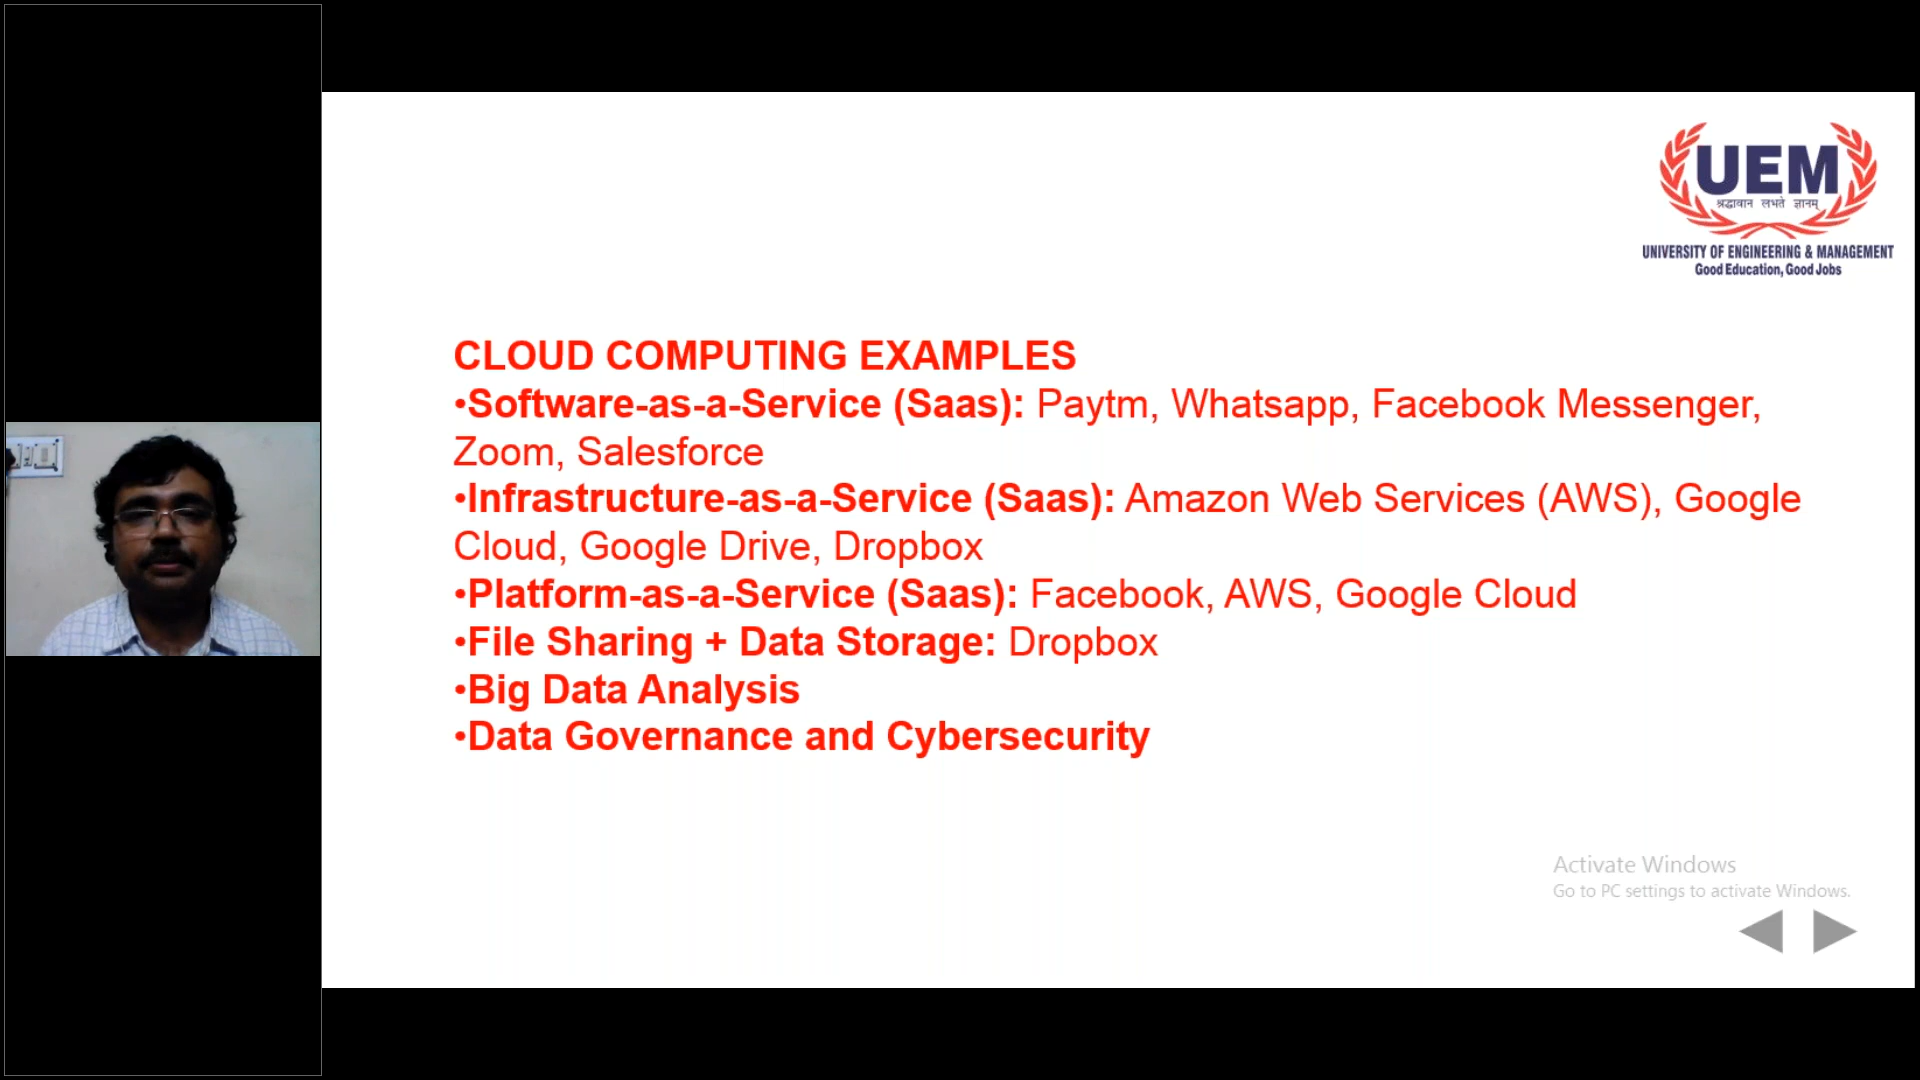 UEM
श्रद्धावान लभते ज्ञानम्
UNIVERSITY OF ENGINEERING & MANAGEMENT
Good Education, Good Jobs
CLOUD COMPUTING EXAMPLES
•Software-as-a-Service (Saas): Paytm, Whatsapp, Facebook Messenger,
Zoom, Salesforce
•Infrastructure-as-a-Service (Saas): Amazon Web Services (AWS), Google
Cloud, Google Drive, Dropbox
•Platform-as-a-Service (Saas): Facebook, AWS, Google Cloud
•File Sharing + Data Storage: Dropbox
•Big Data Analysis
•Data Governance and Cybersecurity
Activate Windows
Go to PC settings to activate Windows.